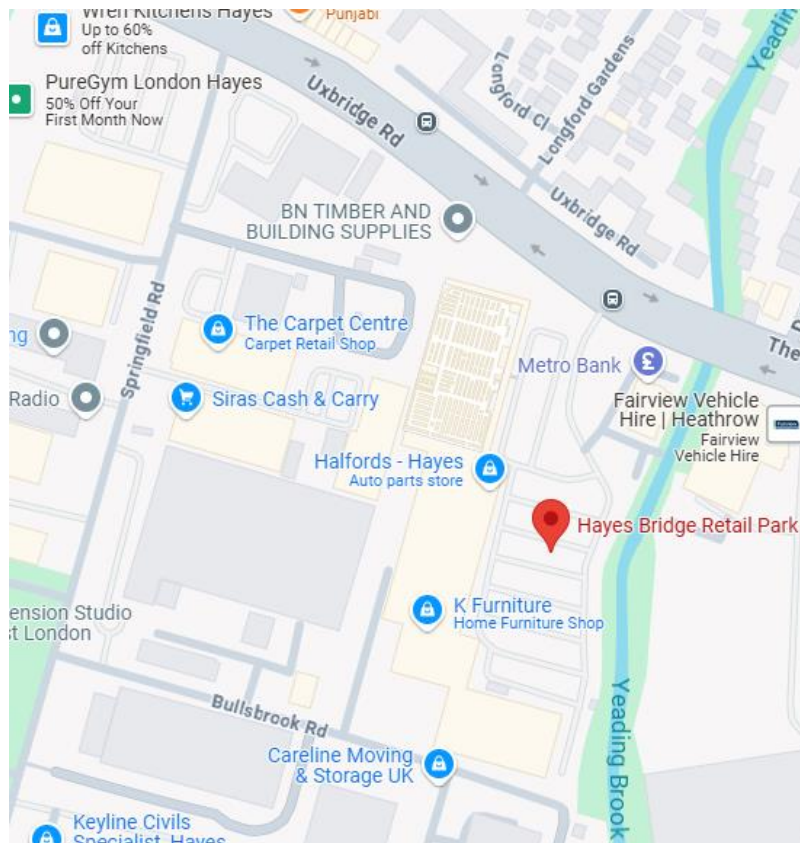 Wren Kitchens Hayes
Up to 60%
off Kitchens
Punjabi
PureGym London Hayes
50% Off Your
First Month Now
Uxbridge Rd
Longford Cl
Longford Gardens
Yeading
BN TIMBER AND
BUILDING SUPPLIES
Uxbridge Rd
Springfield Rd
The Carpet Centre
Carpet Retail Shop
ng
The
Metro Bank
£
Radio
Siras Cash & Carry
Fairview Vehicle
Hire | Heathrow
Fairview
Vehicle Hire
Halfords - Hayes
Auto parts store
Hayes Bridge Retail Park
K Furniture
Home Furniture Shop
ension Studio
st London
Bullsbrook Rd
Yeading Brook
Careline Moving
& Storage UK
Keyline Civils
Specialist, Hayes